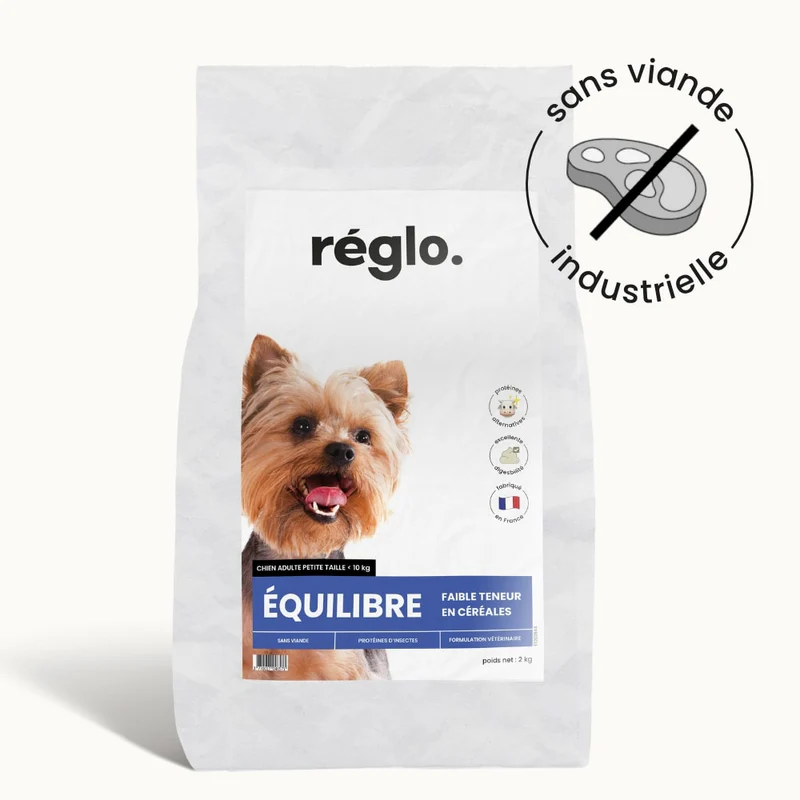 sans viande
industrielle
réglo.
protéines
alternatives
excellente
digestibilité
fabriqué
en France
CHIEN ADULTE PETITE TAILLE < 10 kg
ÉQUILIBRE
FAIBLE TENEUR
EN CÉRÉALES
SANS VIANDE
PROTÉINES D'INSECTES
FORMULATION VÉTÉRINAIRE
poids net : 2 kg